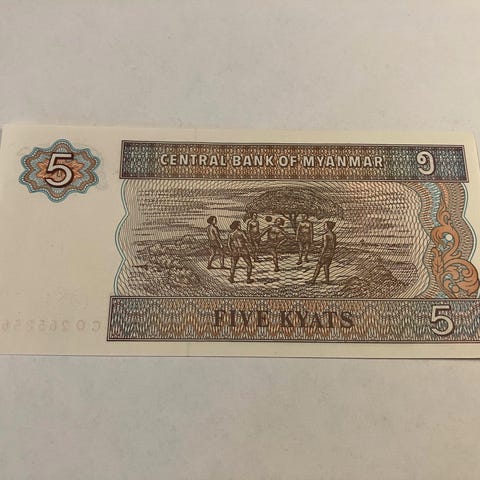 5
CENTRAL BANK OF MYANMAR ၅
FIVE KYATS 5